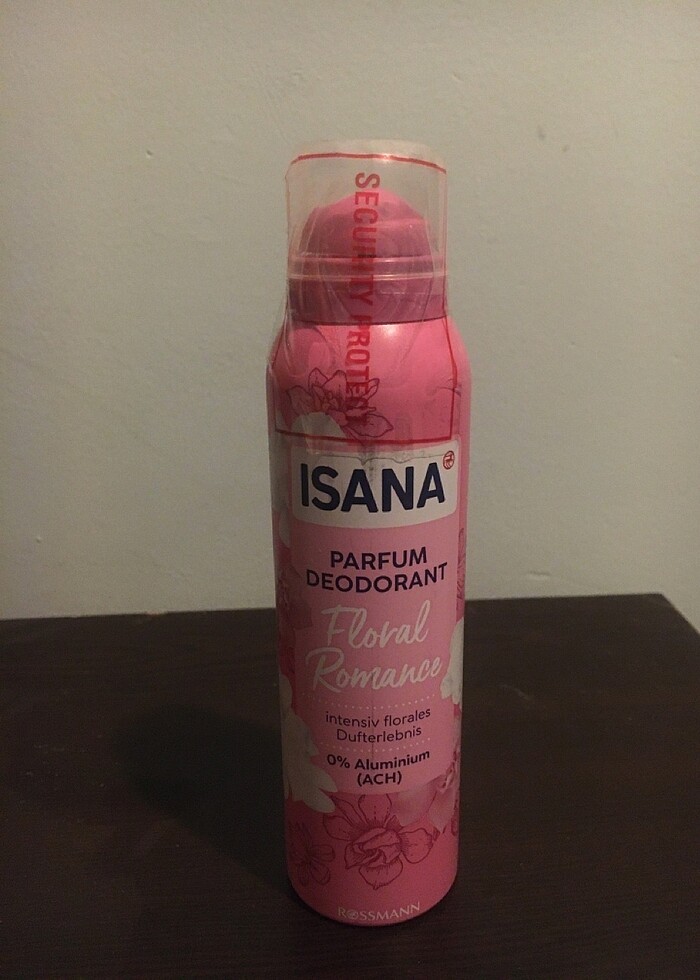 SECURITY PROTECT
ISANA
PARFUM
DEODORANT
Floral
Romance
intensiv florales
Dufterlebnis
0% Aluminium
(ACH)
ROSSMANN